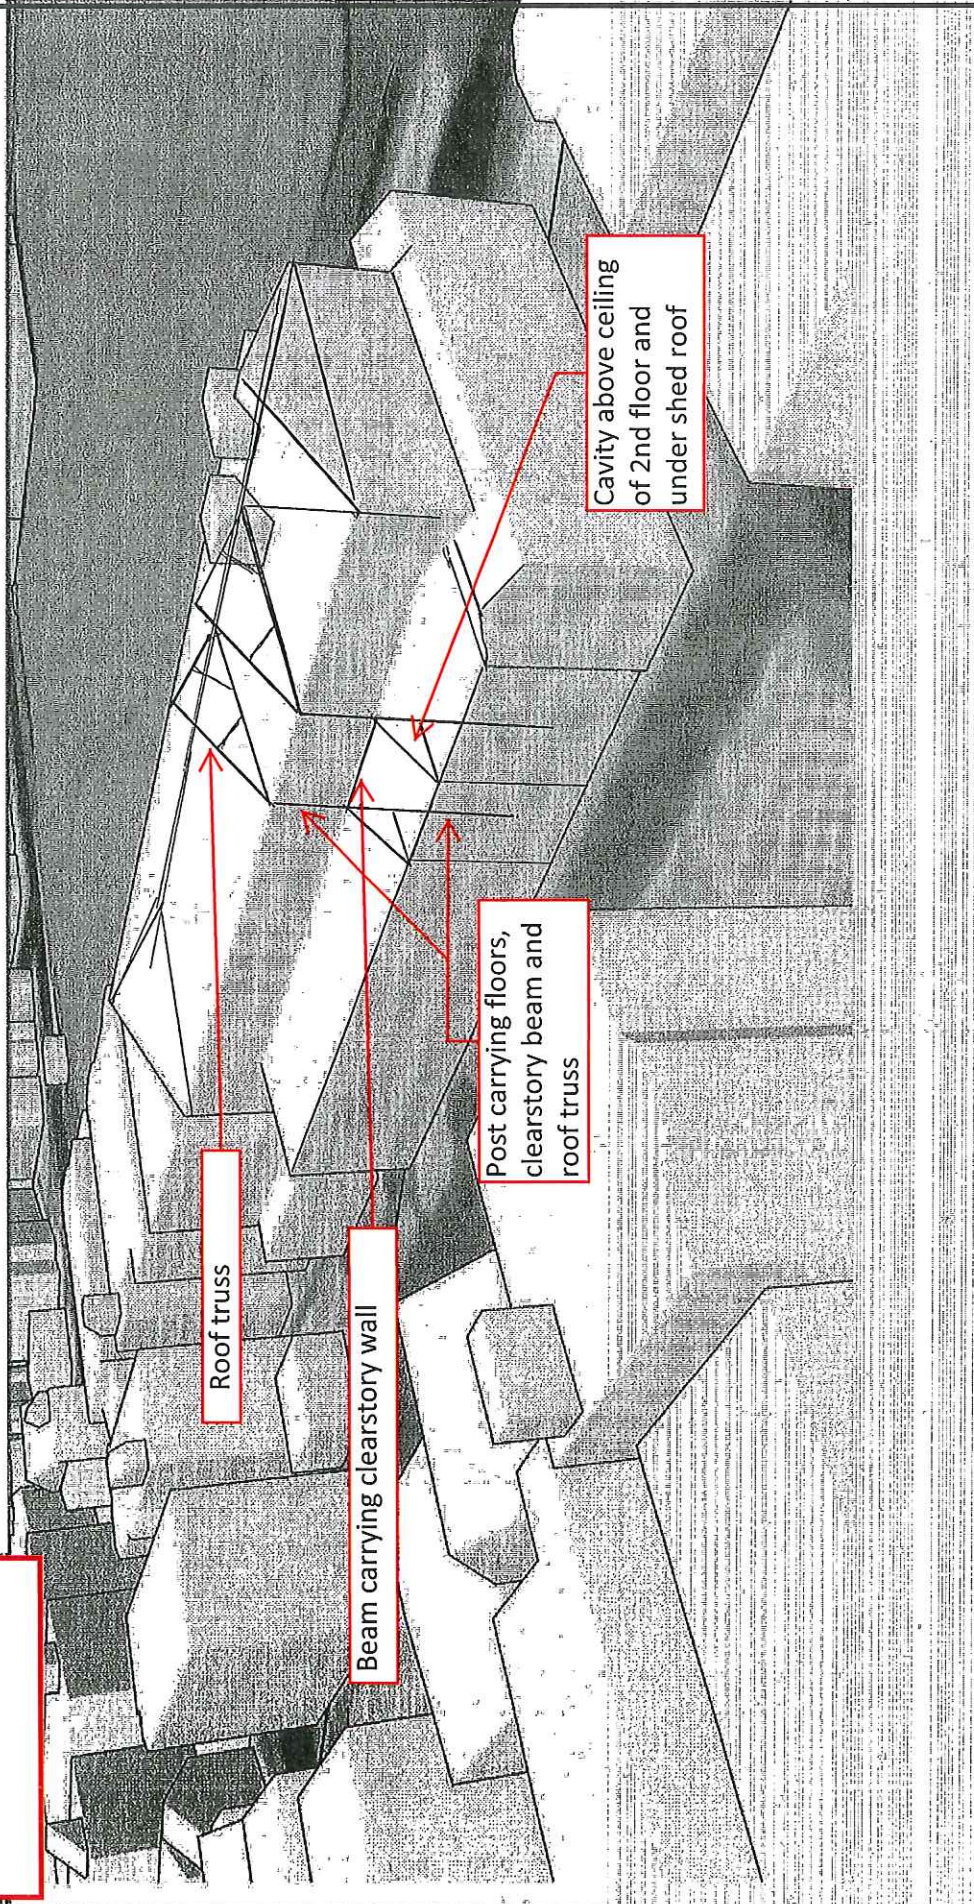 Roof truss
Beam carrying clearstory wall
Post carrying floors,
clearstory beam and
roof truss
Cavity above ceiling
of 2nd floor and
under shed roof